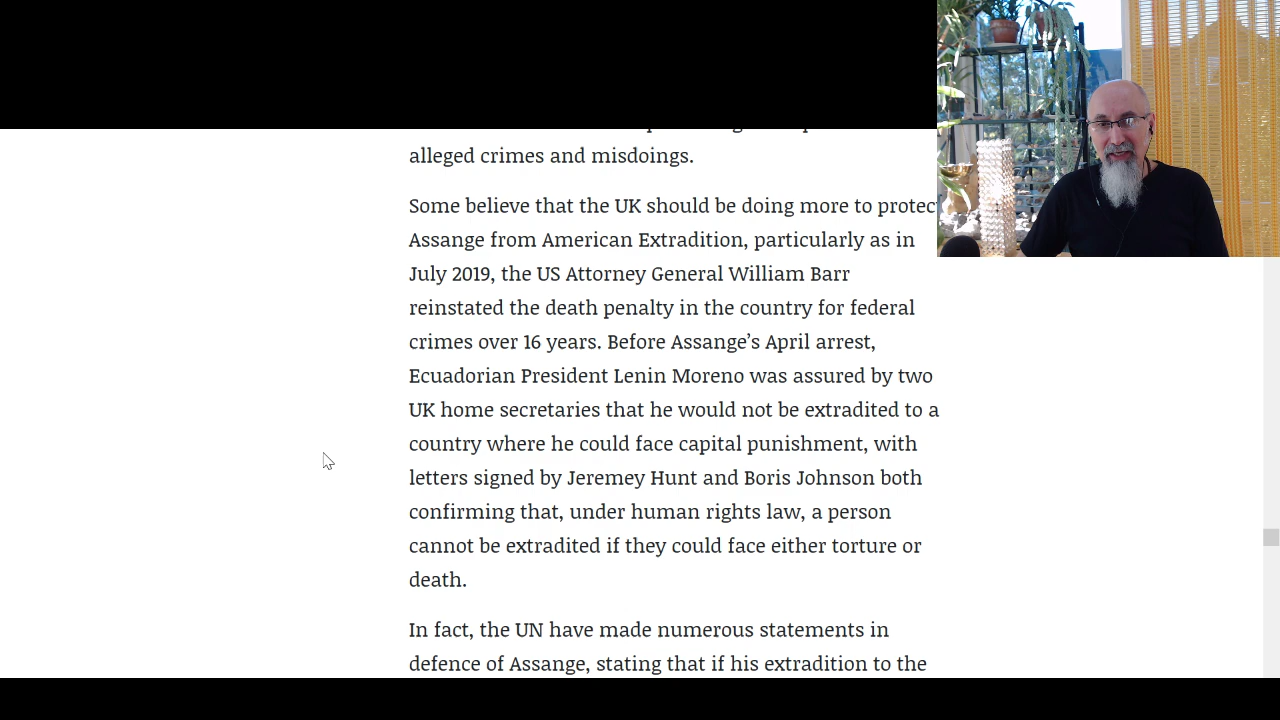 alleged crimes and misdoings.
Some believe that the UK should be doing more to protec
Assange from American Extradition, particularly as in
July 2019, the US Attorney General William Barr
reinstated the death penalty in the country for federal
crimes over 16 years. Before Assange’s April arrest,
Ecuadorian President Lenin Moreno was assured by two
UK home secretaries that he would not be extradited to a
country where he could face capital punishment, with
letters signed by Jeremey Hunt and Boris Johnson both
confirming that, under human rights law, a person
cannot be extradited if they could face either torture or
death.
In fact, the UN have made numerous statements in
defence of Assange, stating that if his extradition to the